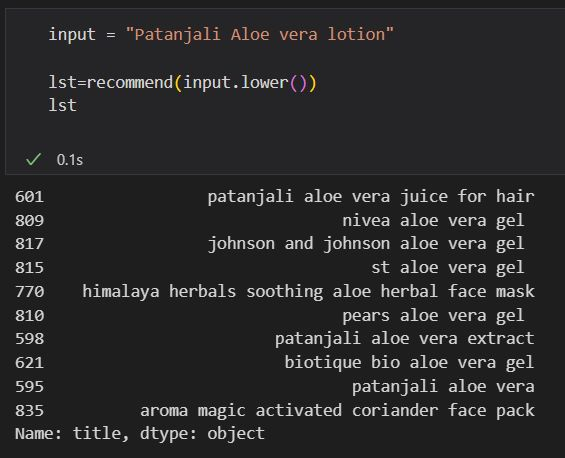 input = "Patanjali Aloe vera lotion"
lst=recommend(input.lower())
lst
0.1s
601 patanjali aloe vera juice for hair
809 nivea aloe vera gel
817 johnson and johnson aloe vera gel
815 st aloe vera gel
770 himalaya herbals soothing aloe herbal face mask
810 pears aloe vera gel
598 patanjali aloe vera extract
621 biotique bio aloe vera gel
595 patanjali aloe vera
835 aroma magic activated coriander face pack
Name: title, dtype: object